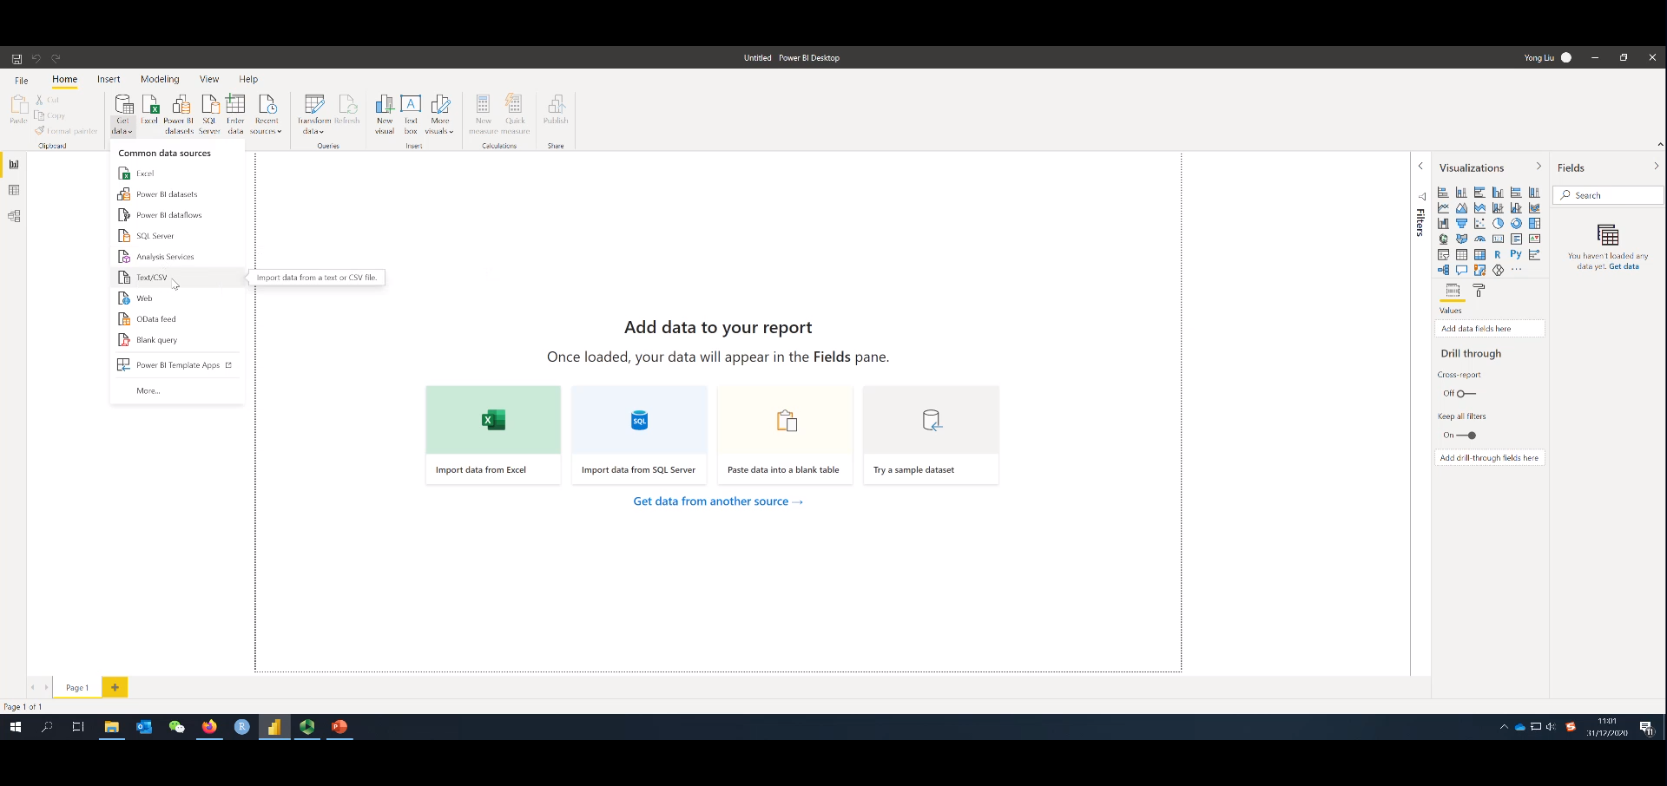 Untitled Power BI Desktop
Yong Liu
File Home Insert Modeling View Help
Paste
Cut
Copy
Format painter
Clipboard
Get data
Excel
Power BI datasets
SQL Server
Enter data
Recent sources
Transform data
Refresh
Queries
New visual
Text box
More visuals
Insert
New measure
Quick measure
Calculations
Publish
Share
Common data sources
Excel
Power BI datasets
Power BI dataflows
SQL Server
Analysis Services
Text/CSV
Import data from a text or CSV file.
Web
OData feed
Blank query
Power BI Template Apps
More...
Add data to your report
Once loaded, your data will appear in the Fields pane.
SQL
Import data from Excel
Import data from SQL Server
Paste data into a blank table
Try a sample dataset
Get data from another source →
Filters
Visualizations
R Py
Values
Add data fields here
Drill through
Cross-report
Off
Keep all filters
On
Add drill-through fields here
Fields
Search
You haven't loaded any
data yet. Get data
Page 1
Page 1 of 1
11:01
31/12/2020